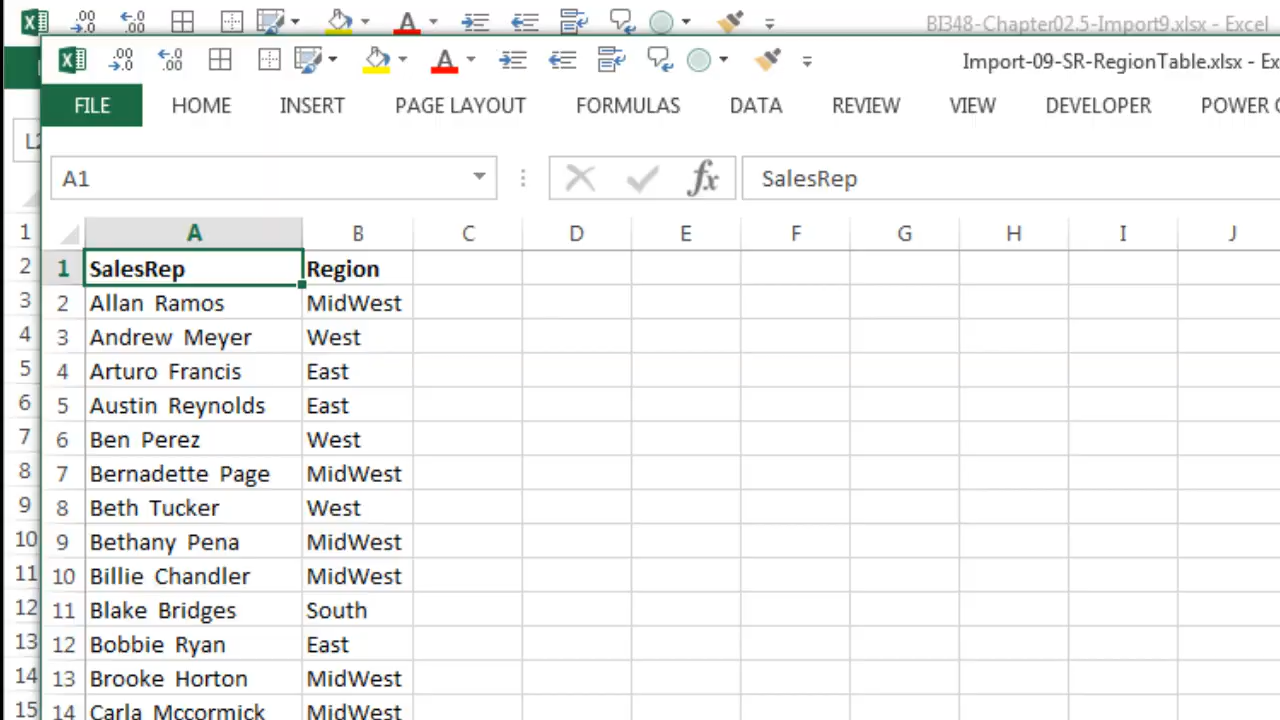 BI348-Chapter02.5-Import9.xlsx - Excel
Import-09-SR-RegionTable.xlsx - Ex
FILE HOME INSERT PAGE LAYOUT FORMULAS DATA REVIEW VIEW DEVELOPER POWER
A1 fx SalesRep
A B C D E F G H I J
1 SalesRep Region
2 Allan Ramos MidWest
3 Andrew Meyer West
4 Arturo Francis East
5 Austin Reynolds East
6 Ben Perez West
7 Bernadette Page MidWest
8 Beth Tucker West
9 Bethany Pena MidWest
10 Billie Chandler MidWest
11 Blake Bridges South
12 Bobbie Ryan East
13 Brooke Horton MidWest
14 Carla Mccormick MidWest
1
2
3
4
5
6
7
8
9
10
11
12
13
14
15